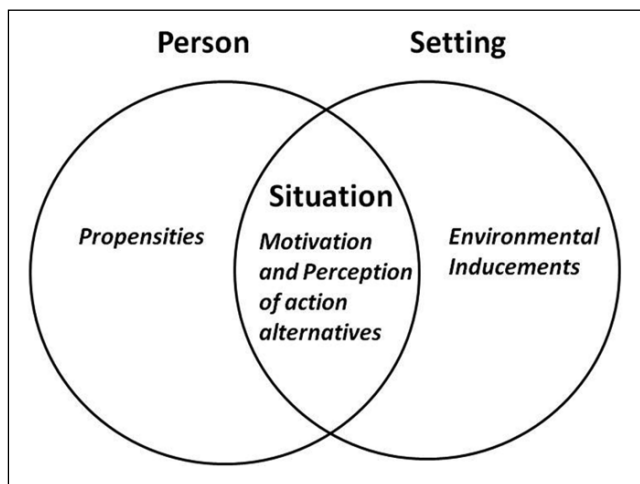 Person
Setting
Situation
Propensities
Motivation
and Perception
of action
alternatives
Environmental
Inducements